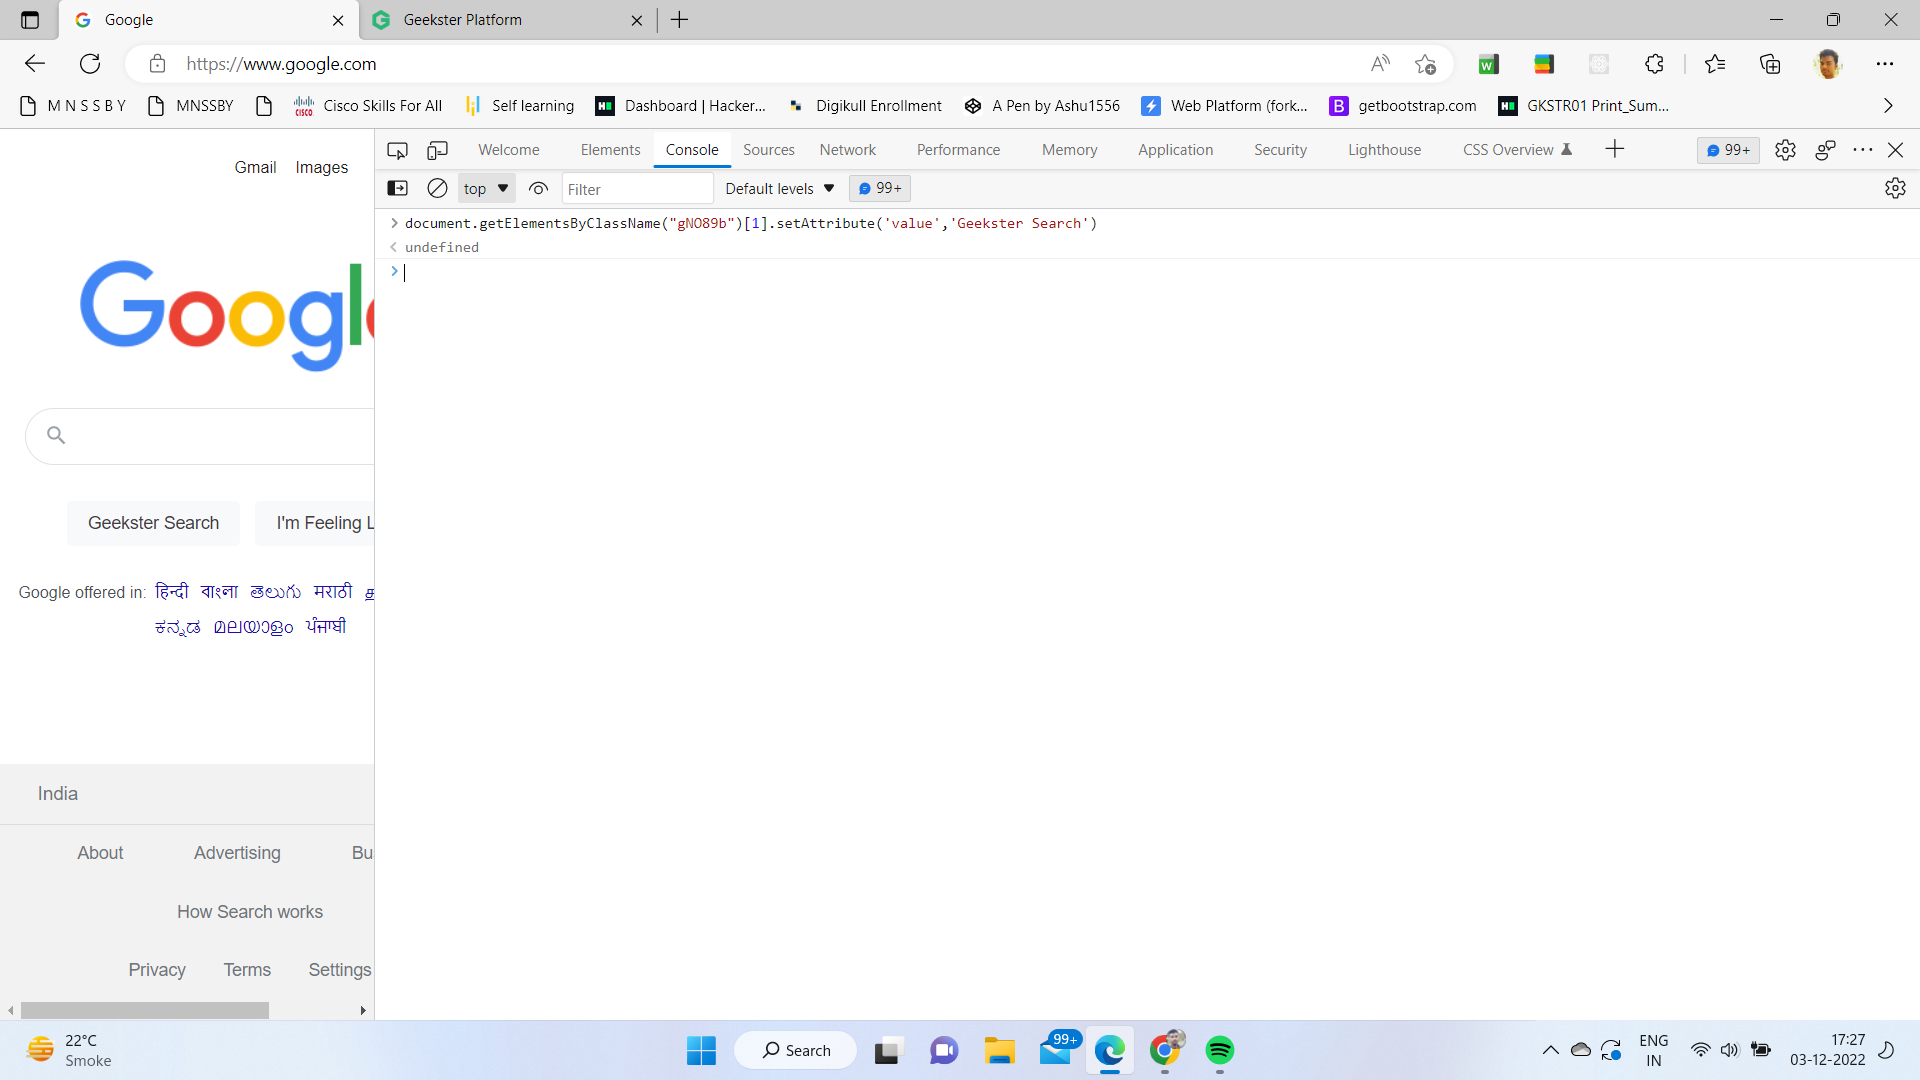 Google
Geekster Platform
https://www.google.com
M N S S B Y
MNSSBY
Cisco Skills For All
Self learning
Dashboard | Hacker...
Digikull Enrollment
A Pen by Ashu1556
Web Platform (fork...
getbootstrap.com
GKSTR01 Print_Sum...
Gmail Images
Welcome Elements Console Sources Network Performance Memory Application Security Lighthouse CSS Overview 99+
top Filter Default levels 99+
document.getElementsByClassName("gNO89b")[1].setAttribute('value','Geekster Search')
undefined
Google
Geekster Search I'm Feeling L
Google offered in: हिन्दी বাংলা తెలుగు मराठी
ಕನ್ನಡ മലയാളം ਪੰਜਾਬੀ
India
About Advertising Bu
How Search works
Privacy Terms Settings
22°C
Smoke
Search
99+
ENG
IN
17:27
03-12-2022